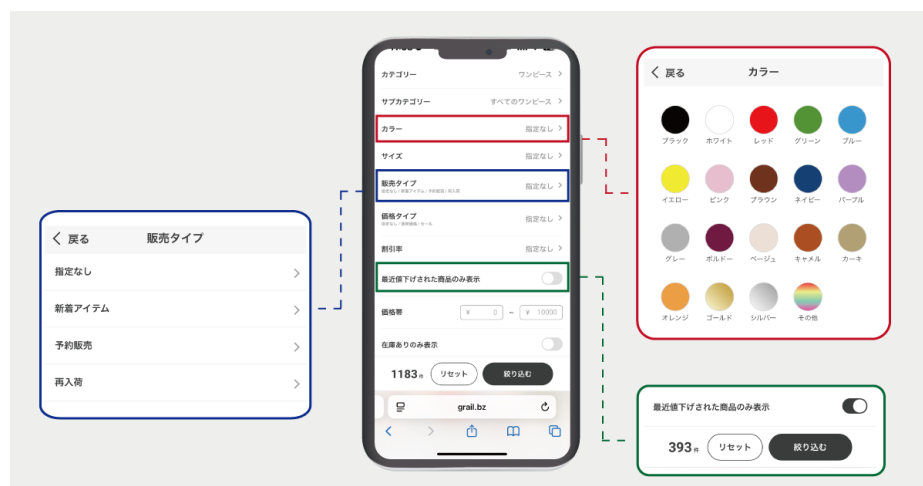 戻る 販売タイプ
指定なし
新着アイテム
予約販売
再入荷
カテゴリー ワンピース
サブカテゴリー すべてのワンピース
カラー 指定なし
サイズ 指定なし
販売タイプ 指定なし
価格タイプ 指定なし
割引率 指定なし
最近値下げされた商品のみ表示
価格帯 ¥ 0 ~ ¥ 10000
在庫ありのみ表示
1183件 リセット 絞り込む
grail.bz
戻る カラー
ブラック ホワイト レッド グリーン ブルー
イエロー ピンク ブラウン ネイビー パープル
グレー ボルドー ベージュ キャメル カーキ
オレンジ ゴールド シルバー その他
最近値下げされた商品のみ表示
393件 リセット 絞り込む